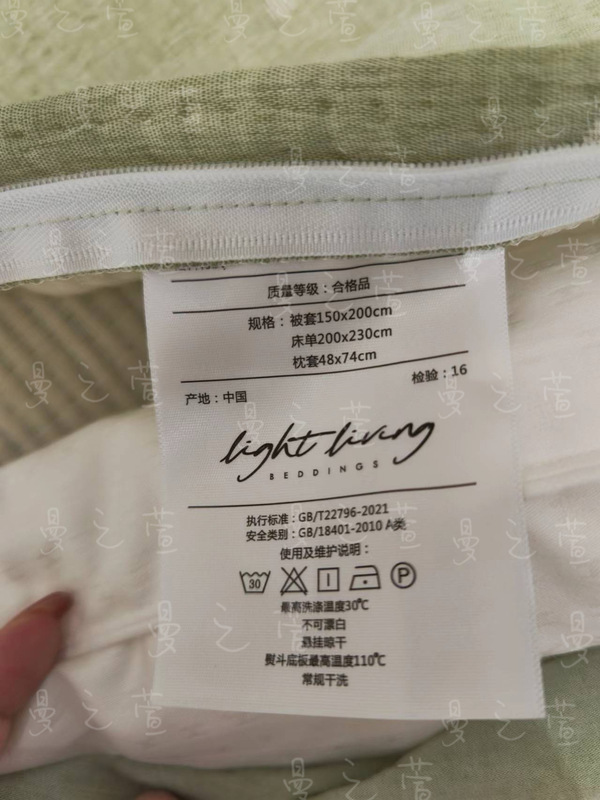 质量等级：合格品
规格：被套150x200cm
床单200x230cm
枕套48x74cm
检验：16
产地：中国
light living
BEDDINGS
执行标准：GB/T22796-2021
安全类别：GB/18401-2010 A类
使用及维护说明：
30
P
最高洗涤温度30℃
不可漂白
悬挂晾干
熨斗底板最高温度110℃
常规干洗
曼之萱